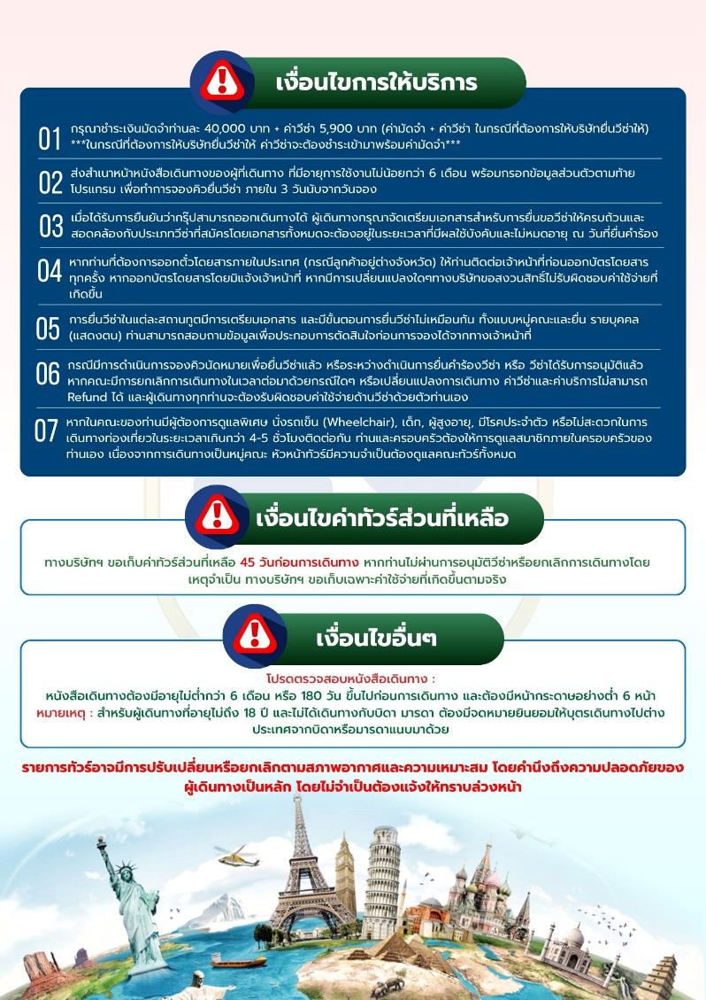 เงื่อนไขการให้บริการ
01 กรุณาชำระเงินมัดจำท่านละ 40,000 บาท + ค่าวีซ่า 5,900 บาท (ค่ามัดจำ + ค่าวีซ่า ในกรณีที่ต้องการให้บริษัทยื่นวีซ่าให้)
***ในกรณีที่ต้องการให้บริษัทยื่นวีซ่าให้ ค่าวีซ่าจะต้องชำระเข้ามาพร้อมค่ามัดจำ***
02 ส่งสำเนาหน้าหนังสือเดินทางของผู้ที่เดินทาง ที่มีอายุการใช้งานไม่น้อยกว่า 6 เดือน พร้อมกรอกข้อมูลส่วนตัวตามท้าย
โปรแกรม เพื่อทำการจองคิวยื่นวีซ่า ภายใน 3 วันนับจากวันจอง
03 เมื่อได้รับการยืนยันว่ากรุ๊ปสามารถออกเดินทางได้ ผู้เดินทางกรุณาจัดเตรียมเอกสารสำหรับการยื่นขอวีซ่าให้ครบถ้วนและ
สอดคล้องกับประเภทวีซ่าที่สมัครโดยเอกสารทั้งหมดจะต้องอยู่ในระยะเวลาที่มีผลใช้บังคับและไม่หมดอายุ ณ วันที่ยื่นคำร้อง
04 หากท่านที่ต้องการออกตั๋วโดยสารภายในประเทศ (กรณีลูกค้าอยู่ต่างจังหวัด) ให้ท่านติดต่อเจ้าหน้าที่ก่อนออกบัตรโดยสาร
ทุกครั้ง หากออกบัตรโดยสารโดยมิแจ้งเจ้าหน้าที่ หากมีการเปลี่ยนแปลงใดๆทางบริษัทขอสงวนสิทธิ์ไม่รับผิดชอบค่าใช้จ่ายที่
เกิดขึ้น
05 การยื่นวีซ่าในแต่ละสถานทูตมีการเตรียมเอกสาร และมีขั้นตอนการยื่นวีซ่าไม่เหมือนกัน ทั้งแบบหมู่คณะและยื่น รายบุคคล
(แสดงตน) ท่านสามารถสอบถามข้อมูลเพื่อประกอบการตัดสินใจก่อนการจองได้จากทางเจ้าหน้าที่
06 กรณีมีการดำเนินการจองคิวนัดหมายเพื่อยื่นวีซ่าแล้ว หรือระหว่างดำเนินการยื่นคำร้องวีซ่า หรือ วีซ่าได้รับการอนุมัติแล้ว
หากคณะมีการยกเลิกการเดินทางในเวลาต่อมาด้วยกรณีใดๆ หรือเปลี่ยนแปลงการเดินทาง ค่าวีซ่าและค่าบริการไม่สามารถ
Refund ได้ และผู้เดินทางทุกท่านจะต้องรับผิดชอบค่าใช้จ่ายด้านวีซ่าด้วยตัวท่านเอง
07 หากในคณะของท่านมีผู้ต้องการดูแลพิเศษ นั่งรถเข็น (Wheelchair), เด็ก, ผู้สูงอายุ, มีโรคประจำตัว หรือไม่สะดวกในการ
เดินทางท่องเที่ยวในระยะเวลาเกินกว่า 4-5 ชั่วโมงติดต่อกัน ท่านและครอบครัวต้องให้การดูแลสมาชิกภายในครอบครัวของ
ท่านเอง เนื่องจากการเดินทางเป็นหมู่คณะ หัวหน้าทัวร์มีความจำเป็นต้องดูแลคณะทัวร์ทั้งหมด
เงื่อนไขค่าทัวร์ส่วนที่เหลือ
ทางบริษัทฯ ขอเก็บค่าทัวร์ส่วนที่เหลือ 45 วันก่อนการเดินทาง หากท่านไม่ผ่านการอนุมัติวีซ่าหรือยกเลิกการเดินทางโดย
เหตุจำเป็น ทางบริษัทฯ ขอเก็บเฉพาะค่าใช้จ่ายที่เกิดขึ้นตามจริง
เงื่อนไขอื่นๆ
โปรดตรวจสอบหนังสือเดินทาง :
หนังสือเดินทางต้องมีอายุไม่ต่ำกว่า 6 เดือน หรือ 180 วัน ขึ้นไปก่อนการเดินทาง และต้องมีหน้ากระดาษอย่างต่ำ 6 หน้า
หมายเหตุ : สำหรับผู้เดินทางที่อายุไม่ถึง 18 ปี และไม่ได้เดินทางกับบิดา มารดา ต้องมีจดหมายยินยอมให้บุตรเดินทางไปต่าง
ประเทศจากบิดาหรือมารดาแนบมาด้วย
รายการทัวร์อาจมีการปรับเปลี่ยนหรือยกเลิกตามสภาพอากาศและความเหมาะสม โดยคำนึงถึงความปลอดภัยของ
ผู้เดินทางเป็นหลัก โดยไม่จำเป็นต้องแจ้งให้ทราบล่วงหน้า